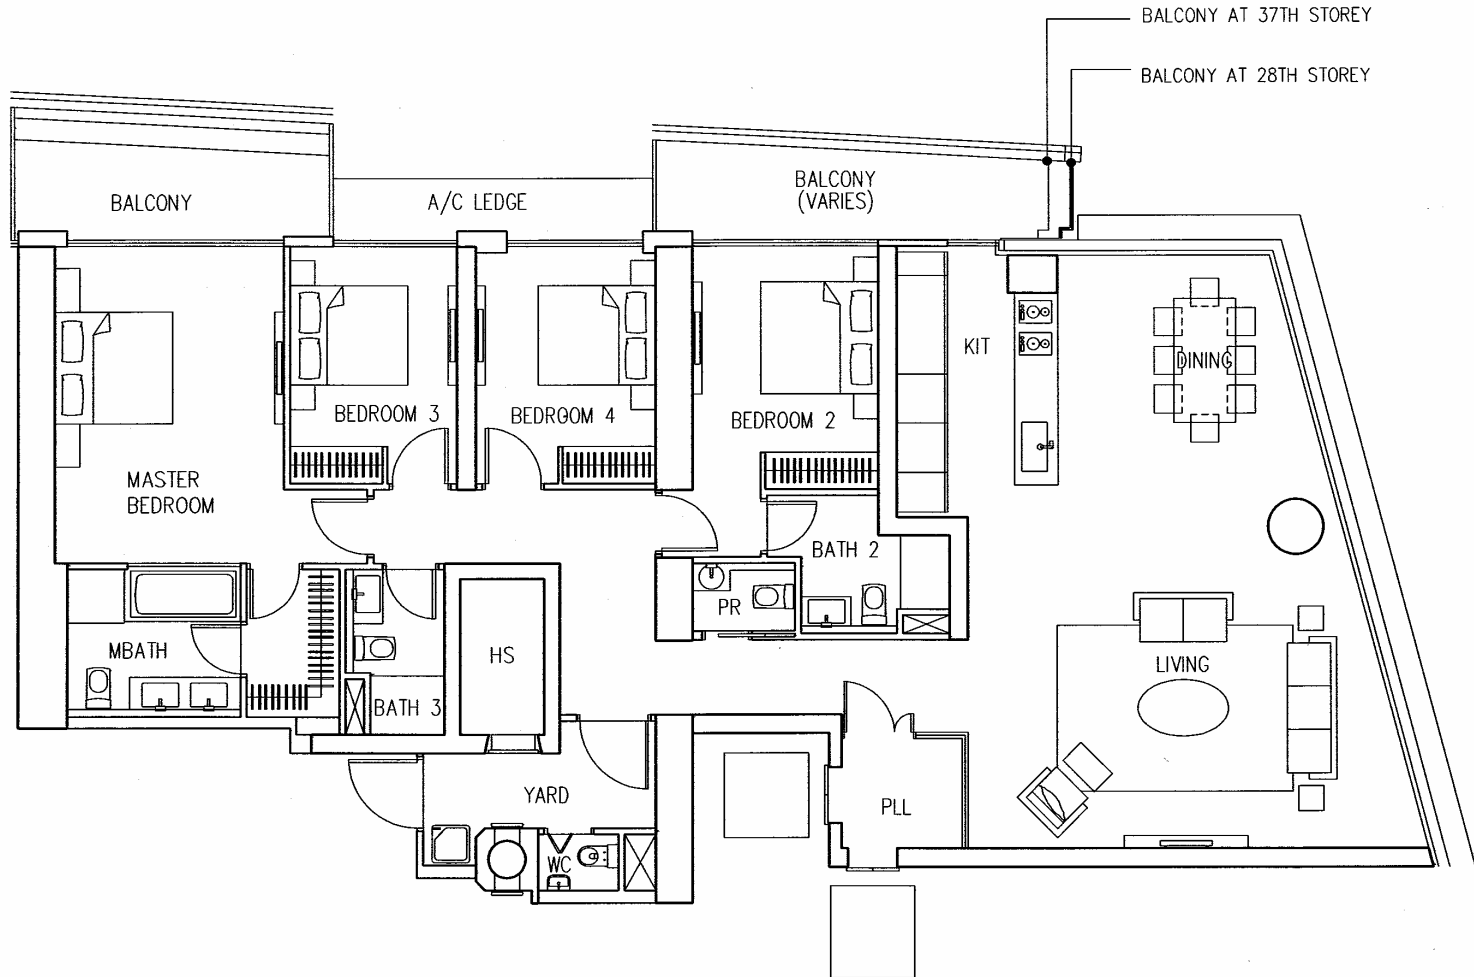 BALCONY AT 37TH STOREY
BALCONY AT 28TH STOREY
BALCONY
A/C LEDGE
BALCONY
(VARIES)
KIT
DINING
BEDROOM 3
BEDROOM 4
BEDROOM 2
MASTER
BEDROOM
BATH 2
PR
MBATH
HS
LIVING
BATH 3
YARD
PLL
WC